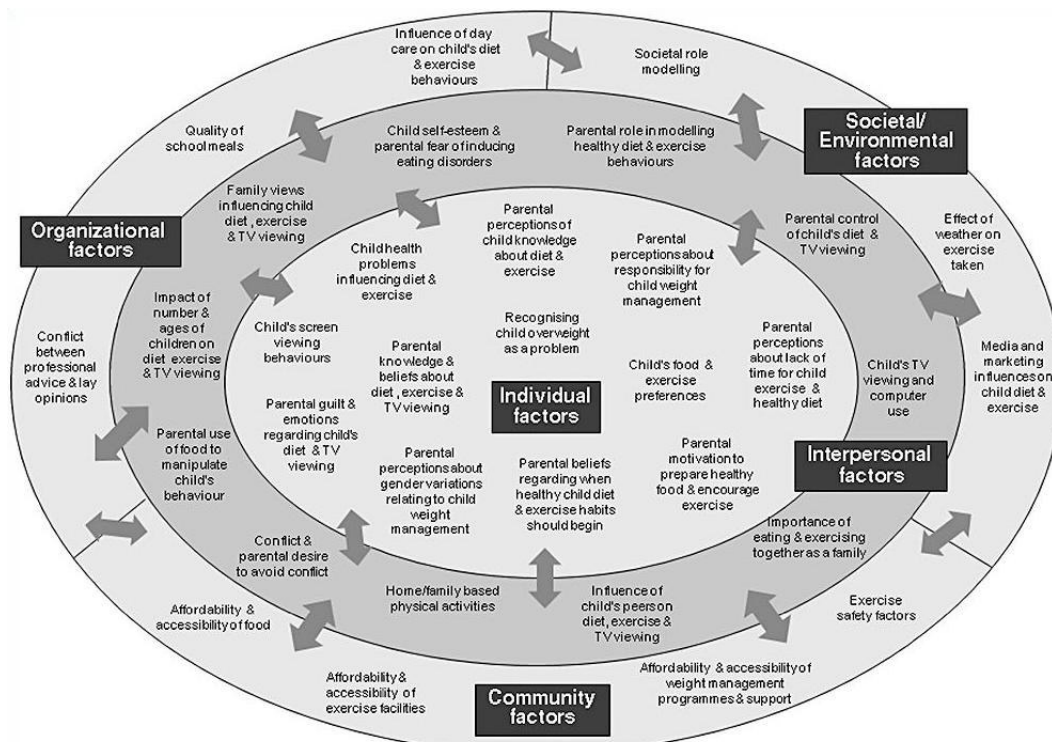 Influence of day
care on child's diet
& exercise
behaviours
Societal role
modelling
Quality of
school meals
Child self-esteem &
parental fear of inducing
eating disorders
Parental role in modelling
healthy diet & exercise
behaviours
Societal/
Environmental
factors
Organizational
factors
Family views
influencing child
diet, exercise
& TV viewing
Parental control
of child's diet &
TV viewing
Effect of
weather on
exercise
taken
Child health
problems
influencing diet &
exercise
Parental
perceptions of
child knowledge
about diet &
exercise
Parental
perceptions about
responsibility for
child weight
management
Conflict
between
professional
advice & lay
opinions
Impact of
number &
ages of
children on
diet exercise
& TV viewing
Child's screen
viewing
behaviours
Parental
knowledge &
beliefs about
diet, exercise
& TV viewing
Recognising
child overweight
as a problem
Child's food &
exercise
preferences
Parental
perceptions
about lack of
time for child
exercise &
healthy diet
Child's TV
viewing and
computer
use
Media and
marketing
influences on
child diet &
exercise
Individual
factors
Parental guilt &
emotions
regarding child's
diet & TV
viewing
Parental use
of food to
manipulate
child's
behaviour
Parental
perceptions about
gender variations
relating to child
weight
management
Parental beliefs
regarding when
healthy child diet
& exercise habits
should begin
Parental
motivation to
prepare healthy
food & encourage
exercise
Interpersonal
factors
Conflict &
parental desire
to avoid conflict
Home/family based
physical activities
Influence of
child's peers on
diet, exercise &
TV viewing
Importance of
eating & exercising
together as a family
Affordability &
accessibility of food
Affordability &
accessibility of
exercise facilities
Community
factors
Affordability & accessibility of
weight management
programmes & support
Exercise
safety factors